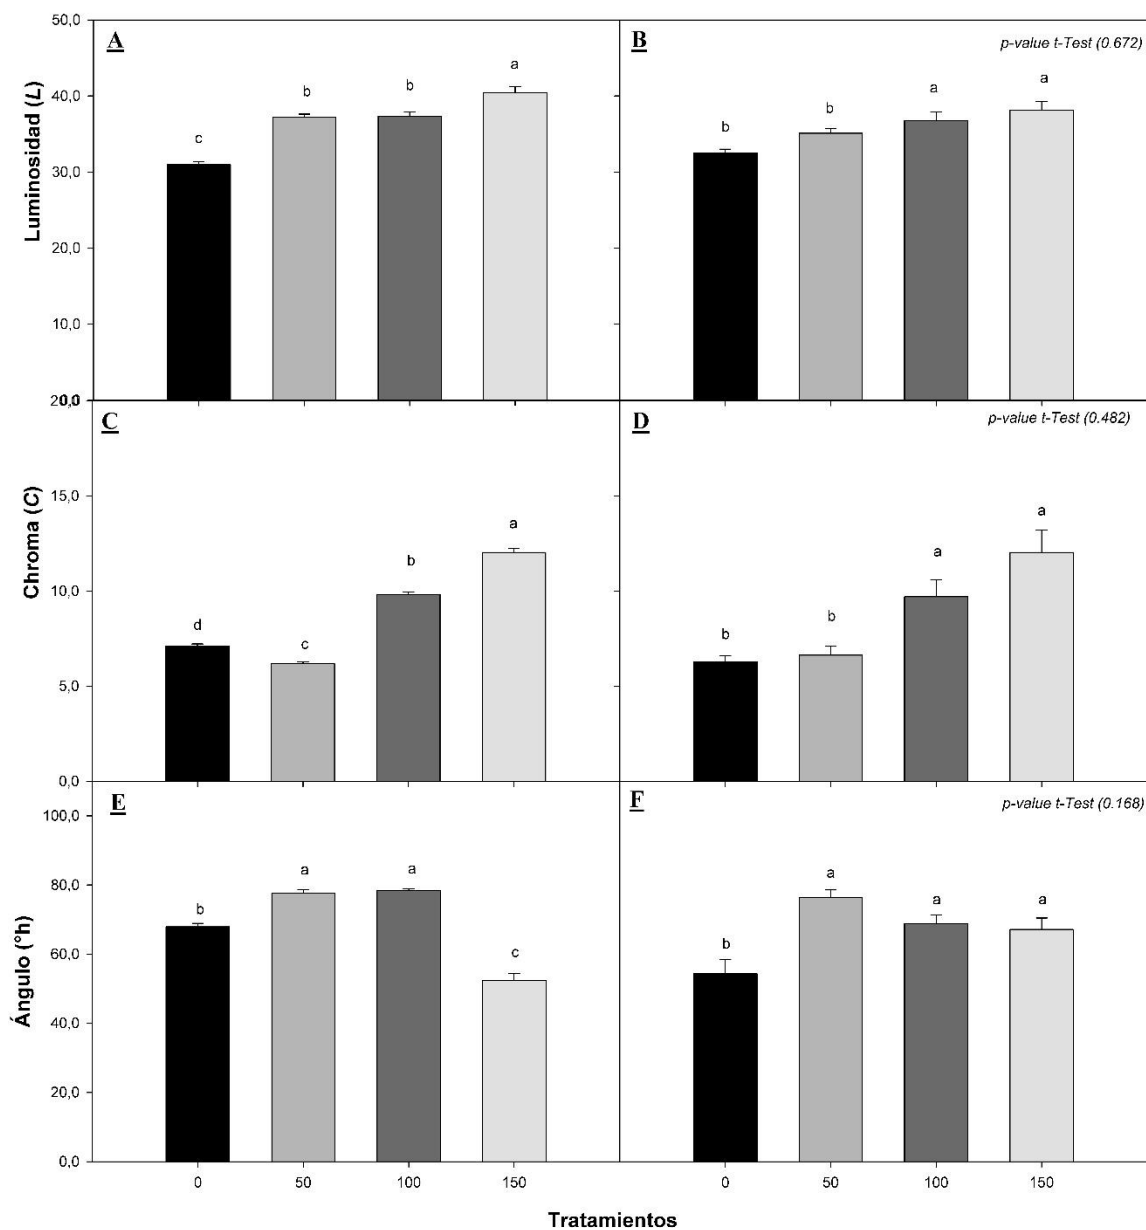 50,0
A
B
p-value t-Test (0.672)
a
a
a
b
b
b
b
c
40,0
30,0
20,0
10,0
Luminosidad (L)
C
D
p-value t-Test (0.482)
15,0
10,0
5,0
0,0
Chroma (C)
a
a
b
a
d
c
b
b
E
F
p-value t-Test (0.168)
100,0
80,0
60,0
40,0
20,0
0,0
Ángulo (°h)
b
a
a
c
b
a
a
a
0
50
100
150
0
50
100
150
Tratamientos